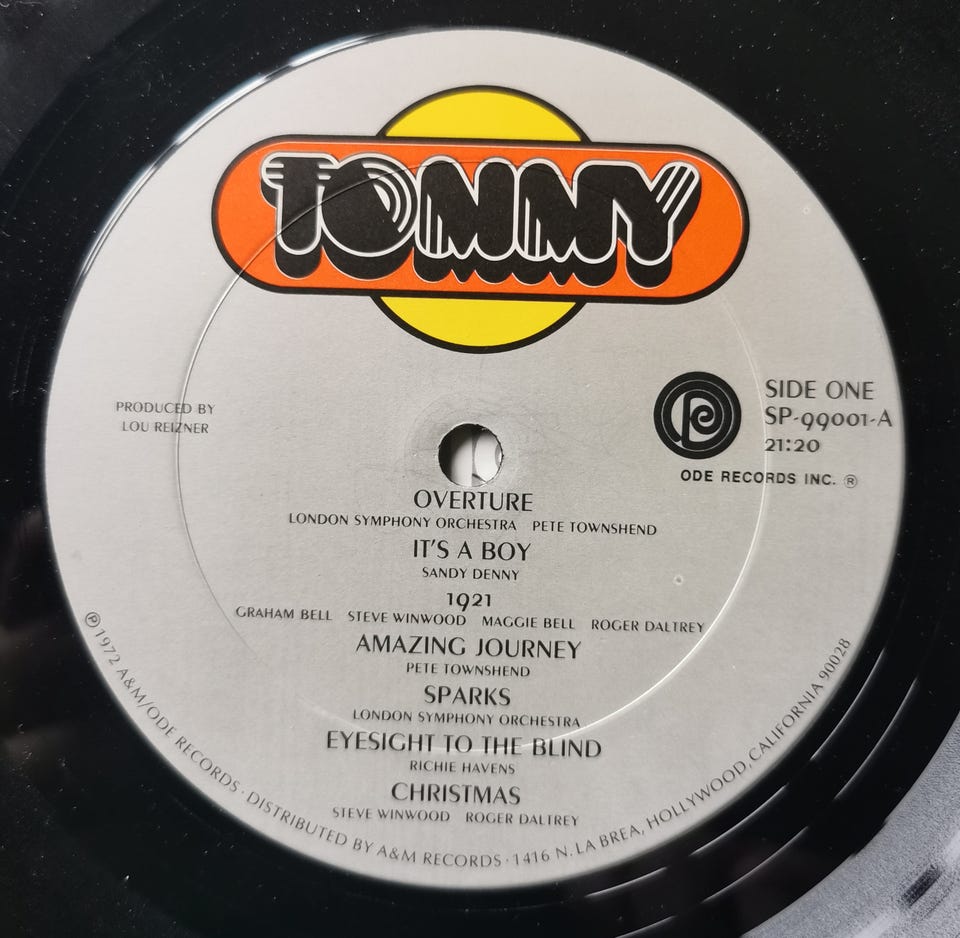 TOMMY
PRODUCED BY
LOU REIZNER
SIDE ONE
SP-99001-A
21:20
ODE RECORDS INC. ®
OVERTURE
LONDON SYMPHONY ORCHESTRA PETE TOWNSHEND
IT'S A BOY
SANDY DENNY
1921
GRAHAM BELL STEVE WINWOOD MAGGIE BELL ROGER DALTREY
AMAZING JOURNEY
PETE TOWNSHEND
SPARKS
LONDON SYMPHONY ORCHESTRA
EYESIGHT TO THE BLIND
RICHIE HAVENS
CHRISTMAS
STEVE WINWOOD ROGER DALTREY
℗ 1972 A&M/ODE RECORDS · DISTRIBUTED BY A&M RECORDS · 1416 N. LA BREA, HOLLYWOOD, CALIFORNIA 90028